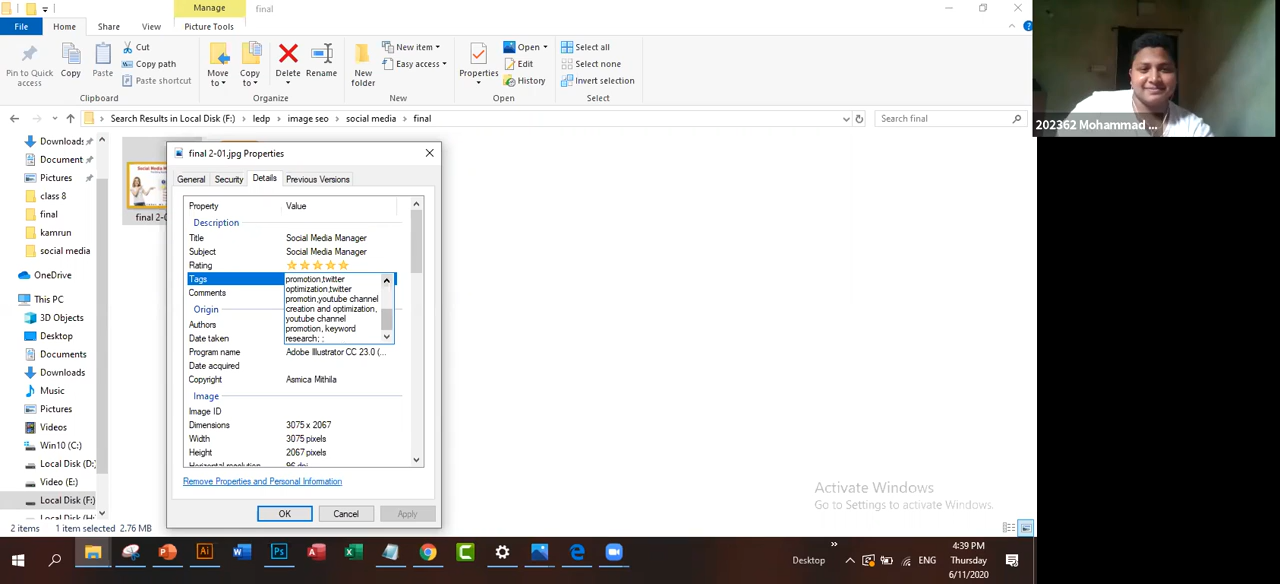 Manage
final
File
Home
Share
View
Picture Tools
Pin to Quick access
Copy
Paste
Cut
Copy path
Paste shortcut
Clipboard
Move to
Copy to
Delete
Rename
Organize
New folder
New item
Easy access
New
Properties
Open
Edit
History
Open
Select all
Select none
Invert selection
Select
Search Results in Local Disk (F:) > ledp > image seo > social media > final
Search final
Downloads
Document
Pictures
class 8
final
kamrun
social media
OneDrive
This PC
3D Objects
Desktop
Documents
Downloads
Music
Pictures
Videos
Win10 (C:)
Local Disk (D:)
Video (E:)
Local Disk (F:)
final 2-01.jpg Properties
General
Security
Details
Previous Versions
Property Value
Description
Title Social Media Manager
Subject Social Media Manager
Rating
Tags
promotion,twitter
optimization,twitter
promotin,youtube channel
creation and optimization,
youtube channel
promotion, keyword
research; ;
Comments
Origin
Authors
Date taken
Program name Adobe Illustrator CC 23.0 (...
Date acquired
Copyright Asmica Mithila
Image
Image ID
Dimensions 3075 x 2067
Width 3075 pixels
Height 2067 pixels
Horizontal resolution 96 dpi
Remove Properties and Personal Information
OK
Cancel
Apply
2 items
1 item selected 2.76 MB
202362 Mohammad ...
Activate Windows
Go to Settings to activate Windows.
Desktop
ENG
4:39 PM
Thursday
6/11/2020